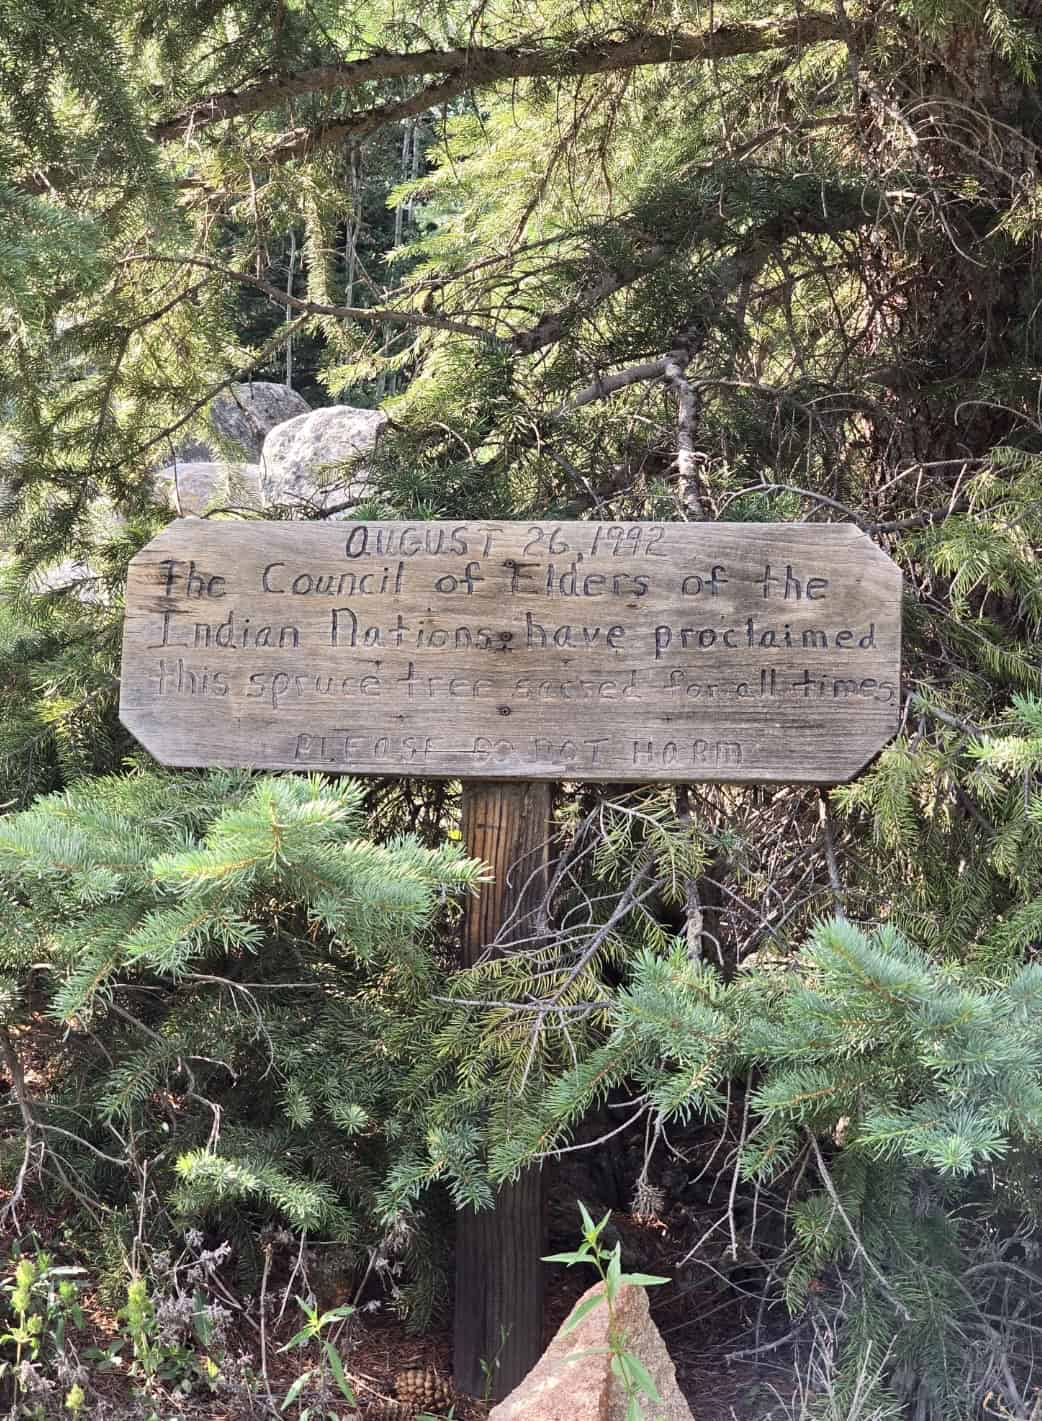 AUGUST 26, 1992
The Council of Elders of the
Indian Nations have proclaimed
this spruce tree sacred for all times
PLEASE DO NOT HARM